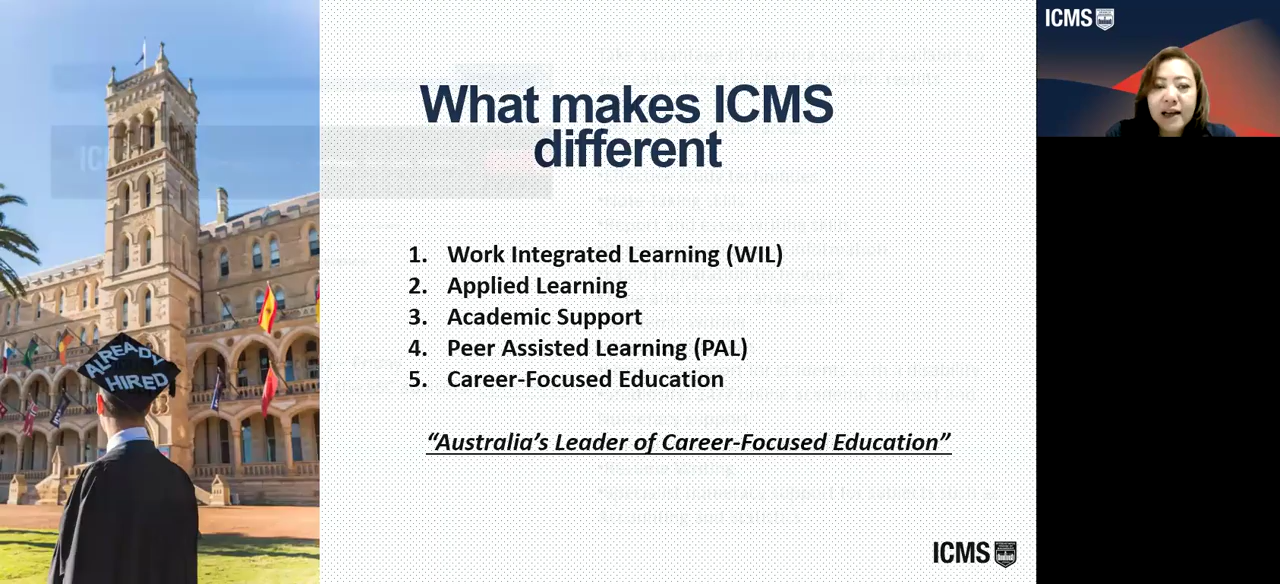 What makes ICMS
different
1. Work Integrated Learning (WIL)
2. Applied Learning
3. Academic Support
4. Peer Assisted Learning (PAL)
5. Career-Focused Education
“Australia’s Leader of Career-Focused Education”
ICMS
ALREADY
HIRED
ICMS